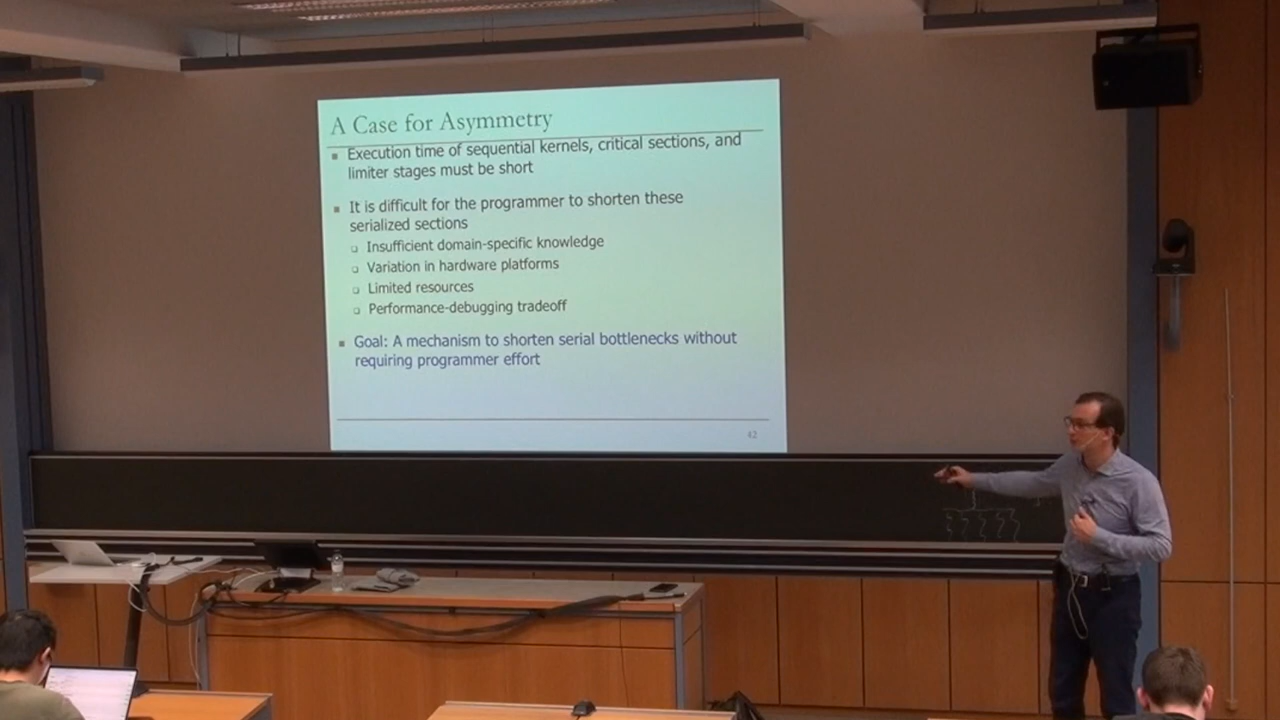 A Case for Asymmetry
Execution time of sequential kernels, critical sections, and
limiter stages must be short
It is difficult for the programmer to shorten these
serialized sections
Insufficient domain-specific knowledge
Variation in hardware platforms
Limited resources
Performance-debugging tradeoff
Goal: A mechanism to shorten serial bottlenecks without
requiring programmer effort
42